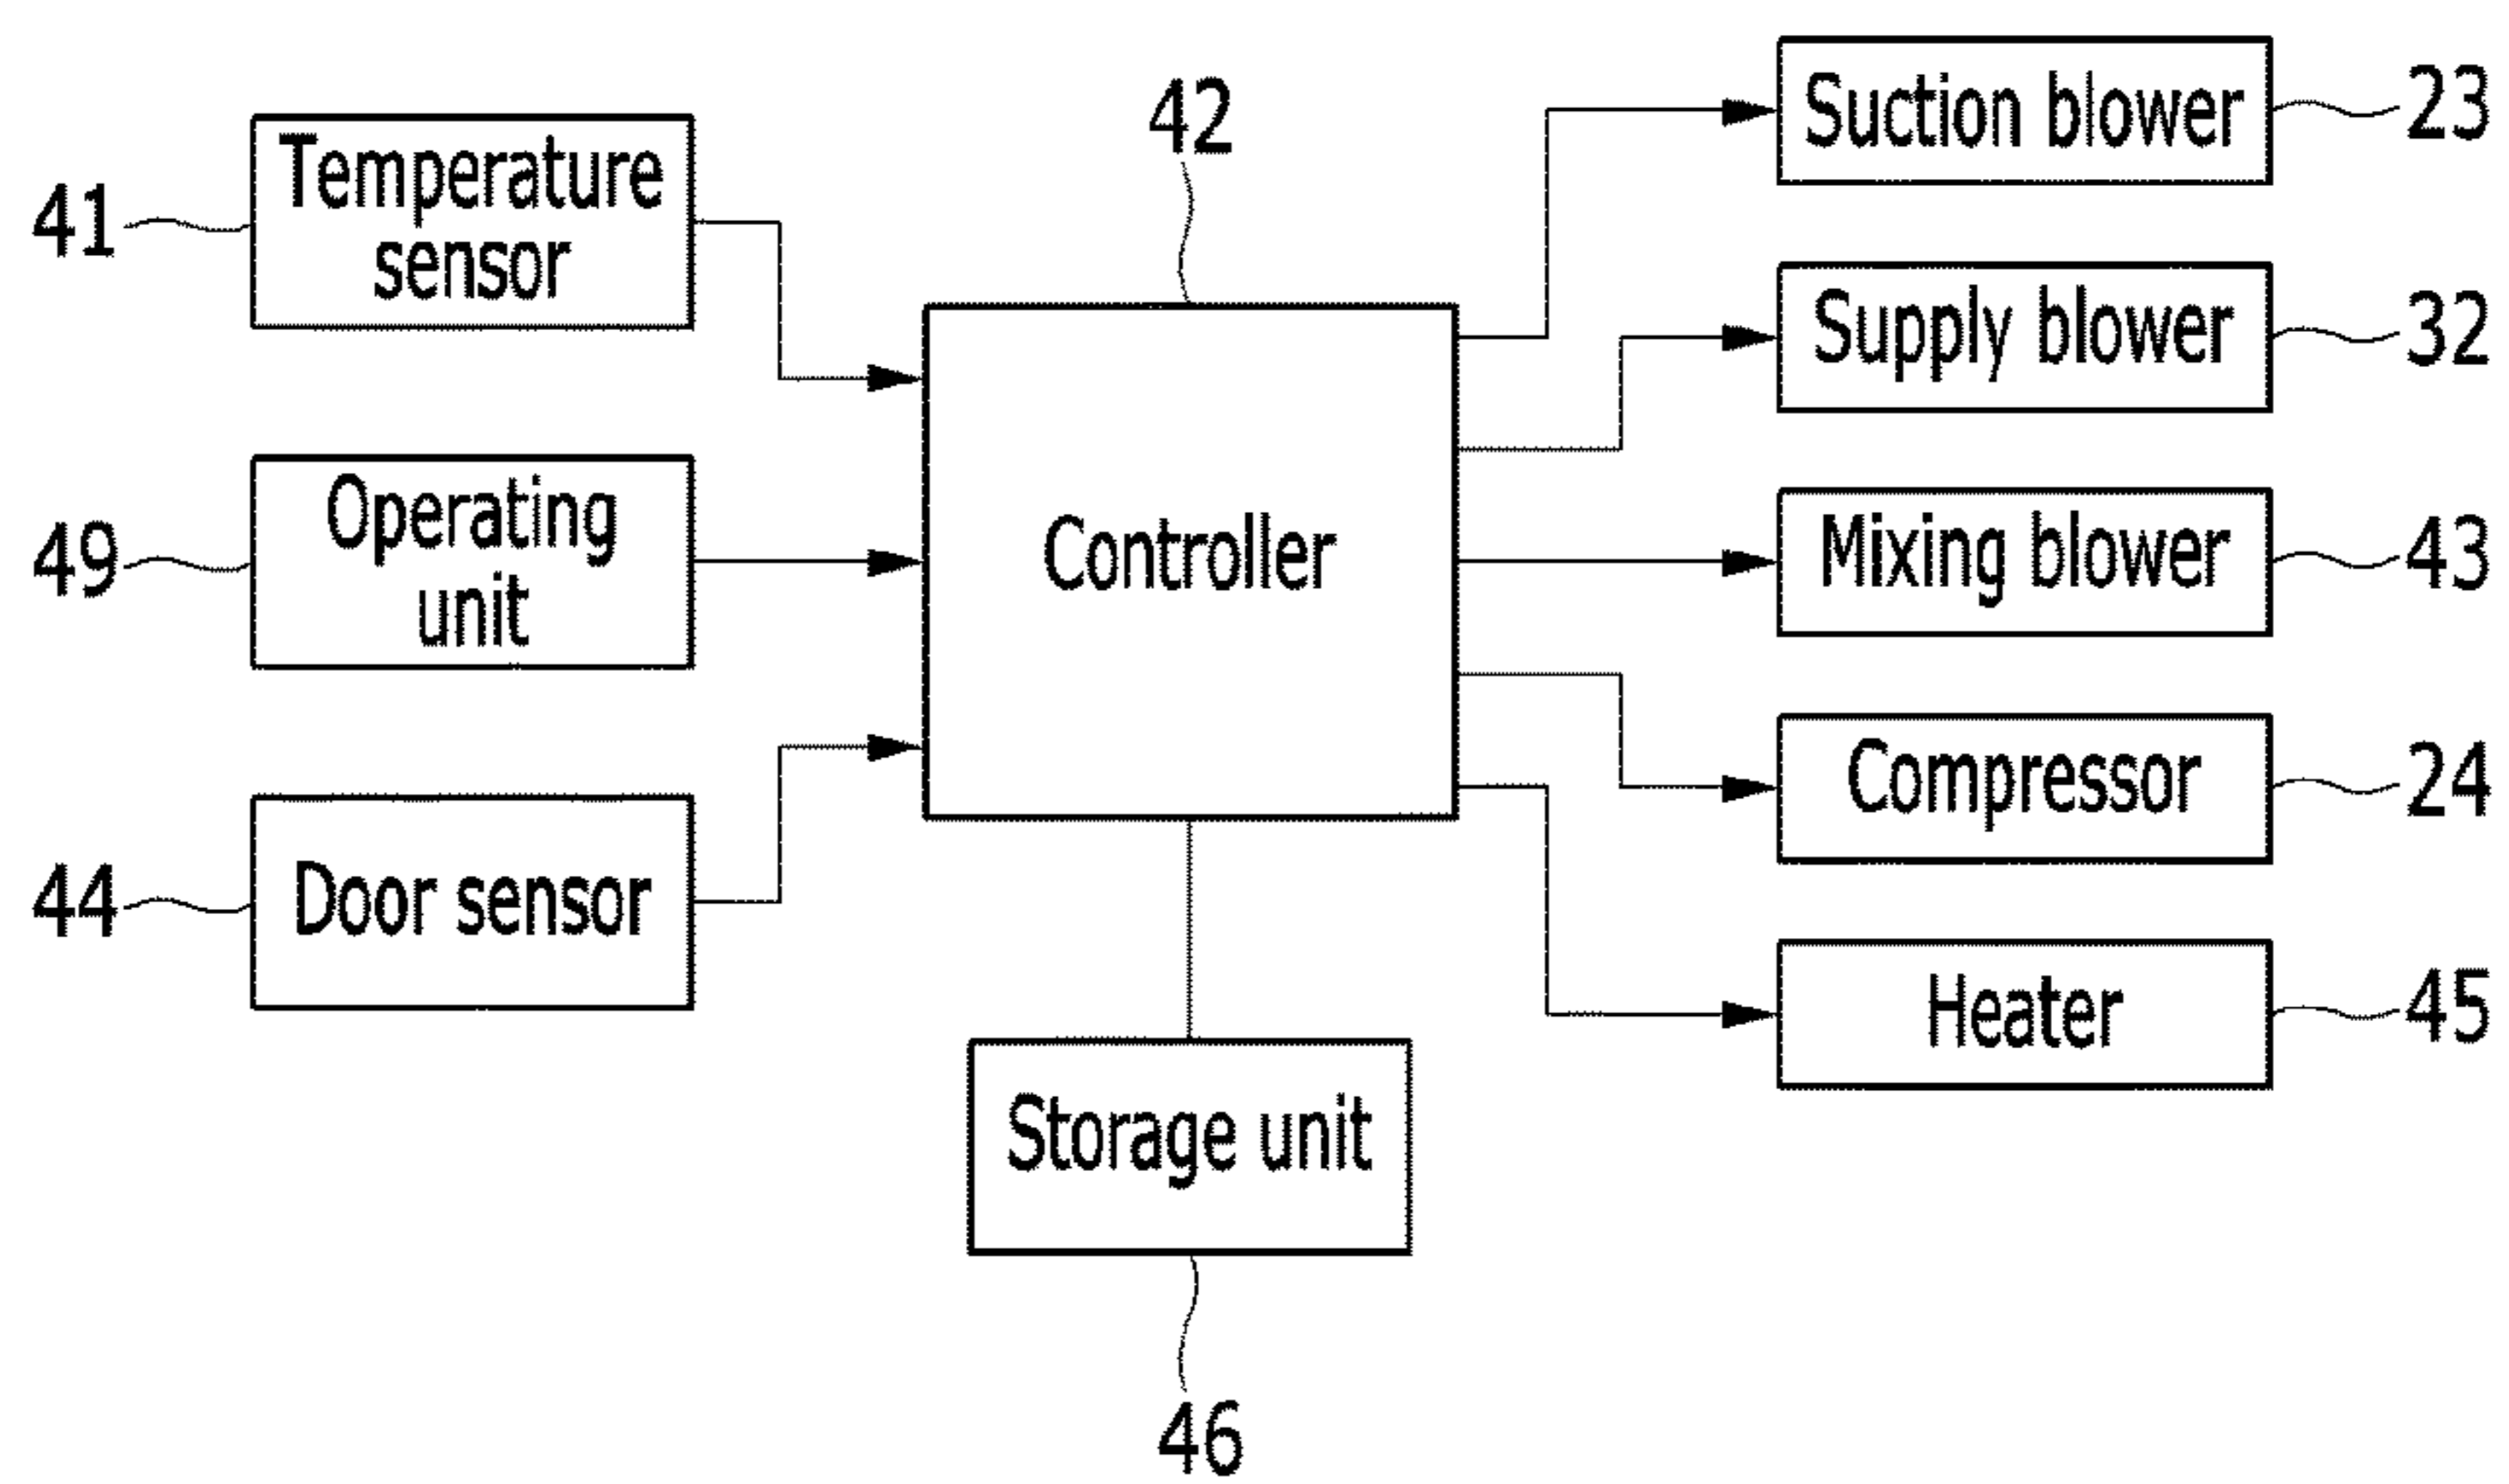 41
Temperature
sensor
49
Operating
unit
44
Door sensor
42
Controller
Storage unit
46
Suction blower
23
Supply blower
32
Mixing blower
43
Compressor
24
Heater
45